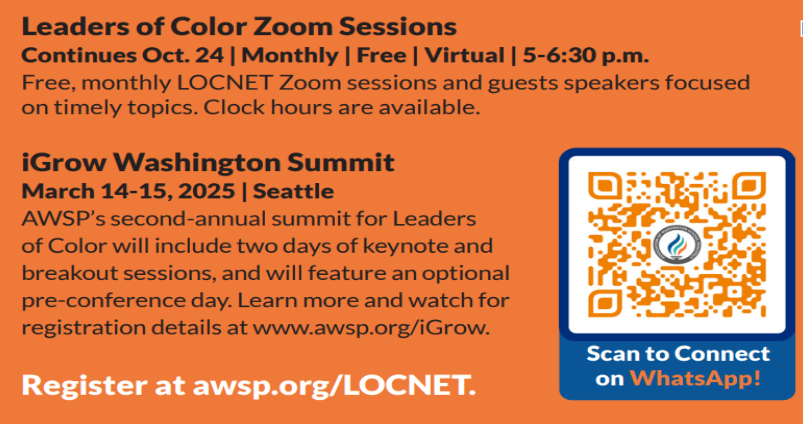 Leaders of Color Zoom Sessions
Continues Oct. 24 | Monthly | Free | Virtual | 5-6:30 p.m.
Free, monthly LOCNET Zoom sessions and guests speakers focused
on timely topics. Clock hours are available.
iGrow Washington Summit
March 14-15, 2025 | Seattle
AWSP’s second-annual summit for Leaders
of Color will include two days of keynote and
breakout sessions, and will feature an optional
pre-conference day. Learn more and watch for
registration details at www.awsp.org/iGrow.
Register at awsp.org/LOCNET.
Scan to Connect
on WhatsApp!